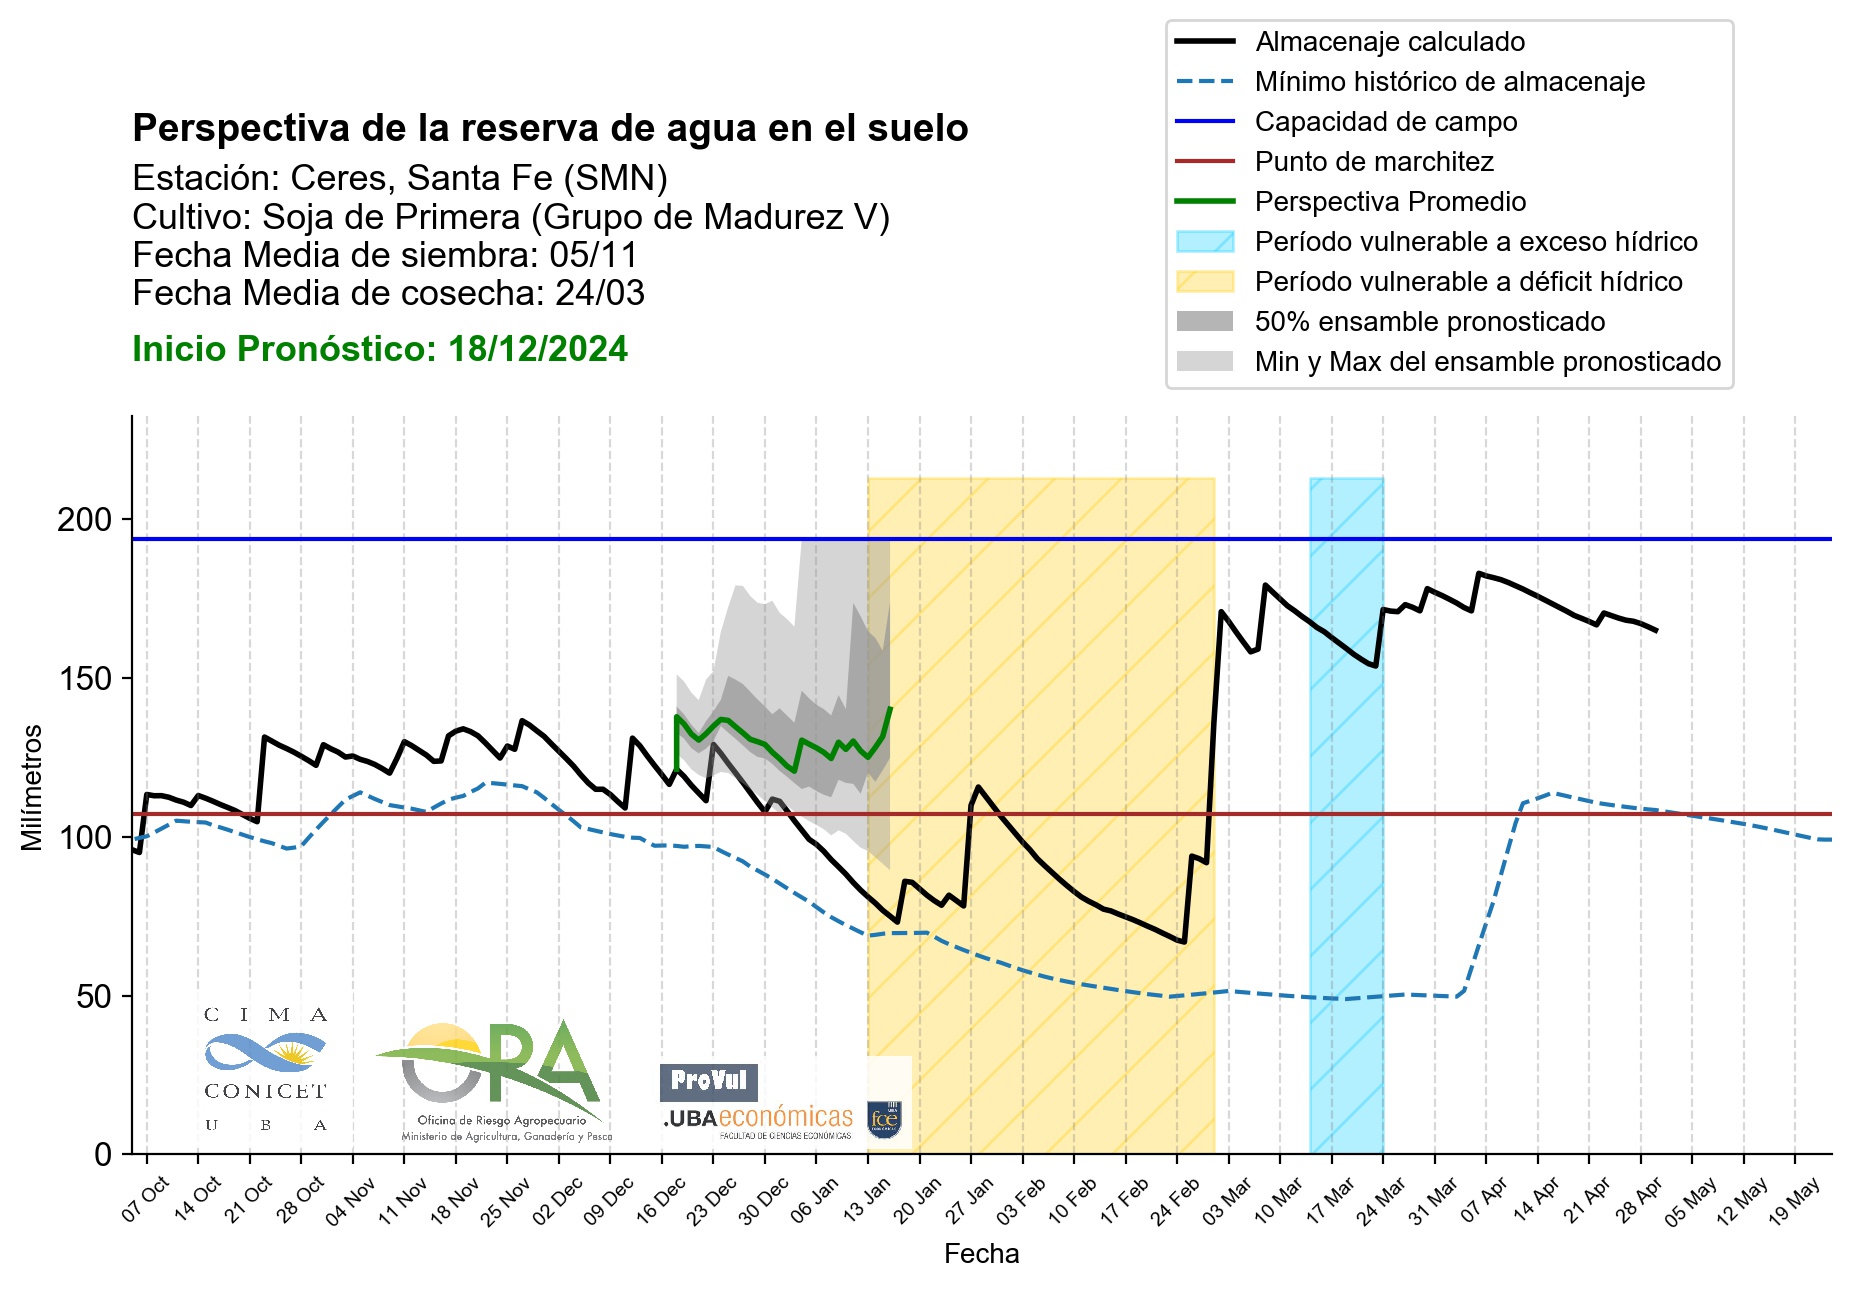 Almacenaje calculado
Mínimo histórico de almacenaje
Capacidad de campo
Punto de marchitez
Perspectiva Promedio
Período vulnerable a exceso hídrico
Período vulnerable a déficit hídrico
50% ensamble pronosticado
Min y Max del ensamble pronosticado
Perspectiva de la reserva de agua en el suelo
Estación: Ceres, Santa Fe (SMN)
Cultivo: Soja de Primera (Grupo de Madurez V)
Fecha Media de siembra: 05/11
Fecha Media de cosecha: 24/03
Inicio Pronóstico: 18/12/2024
Milímetros
200
150
100
50
0
CIMA
CONICET
UBA
ORA
Oficina de Riesgo Agropecuario
Ministerio de Agricultura, Ganadería y Pesca
ProVul
.UBAeconómicas
FACULTAD DE CIENCIAS ECONÓMICAS
UBA
fce
07 Oct
14 Oct
21 Oct
28 Oct
04 Nov
11 Nov
18 Nov
25 Nov
02 Dec
09 Dec
16 Dec
23 Dec
30 Dec
06 Jan
13 Jan
20 Jan
27 Jan
03 Feb
10 Feb
17 Feb
24 Feb
03 Mar
10 Mar
17 Mar
24 Mar
31 Mar
07 Apr
14 Apr
21 Apr
28 Apr
05 May
12 May
19 May
Fecha